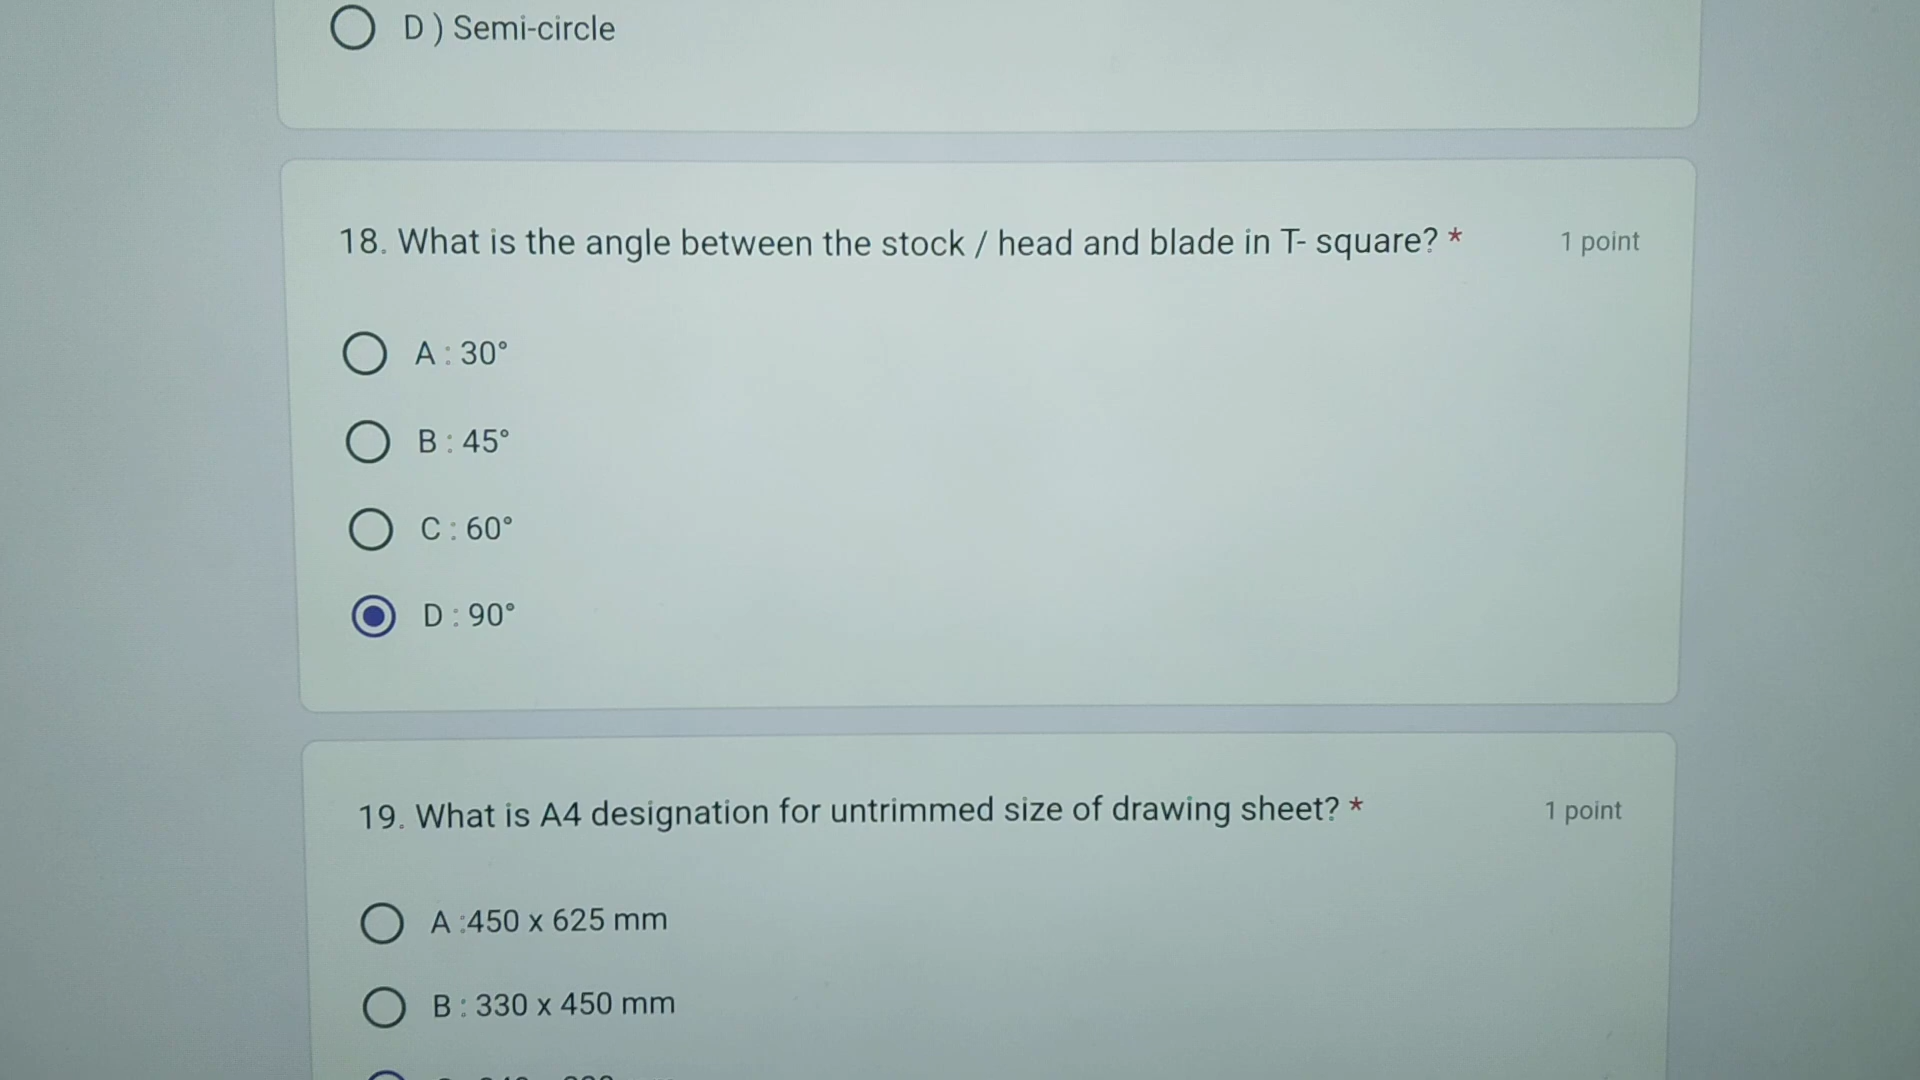 D ) Semi-circle
18. What is the angle between the stock / head and blade in T- square? *
1 point
A : 30°
B : 45°
C : 60°
D : 90°
19. What is A4 designation for untrimmed size of drawing sheet? *
1 point
A :450 x 625 mm
B : 330 x 450 mm